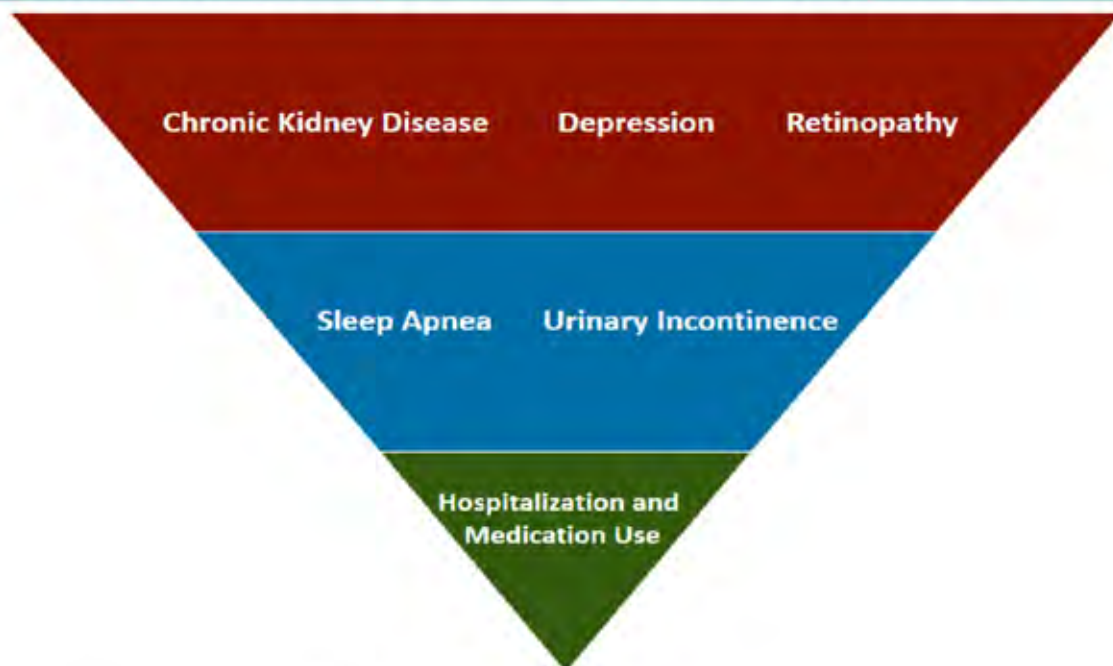 Chronic Kidney Disease Depression Retinopathy
Sleep Apnea Urinary Incontinence
Hospitalization and
Medication Use